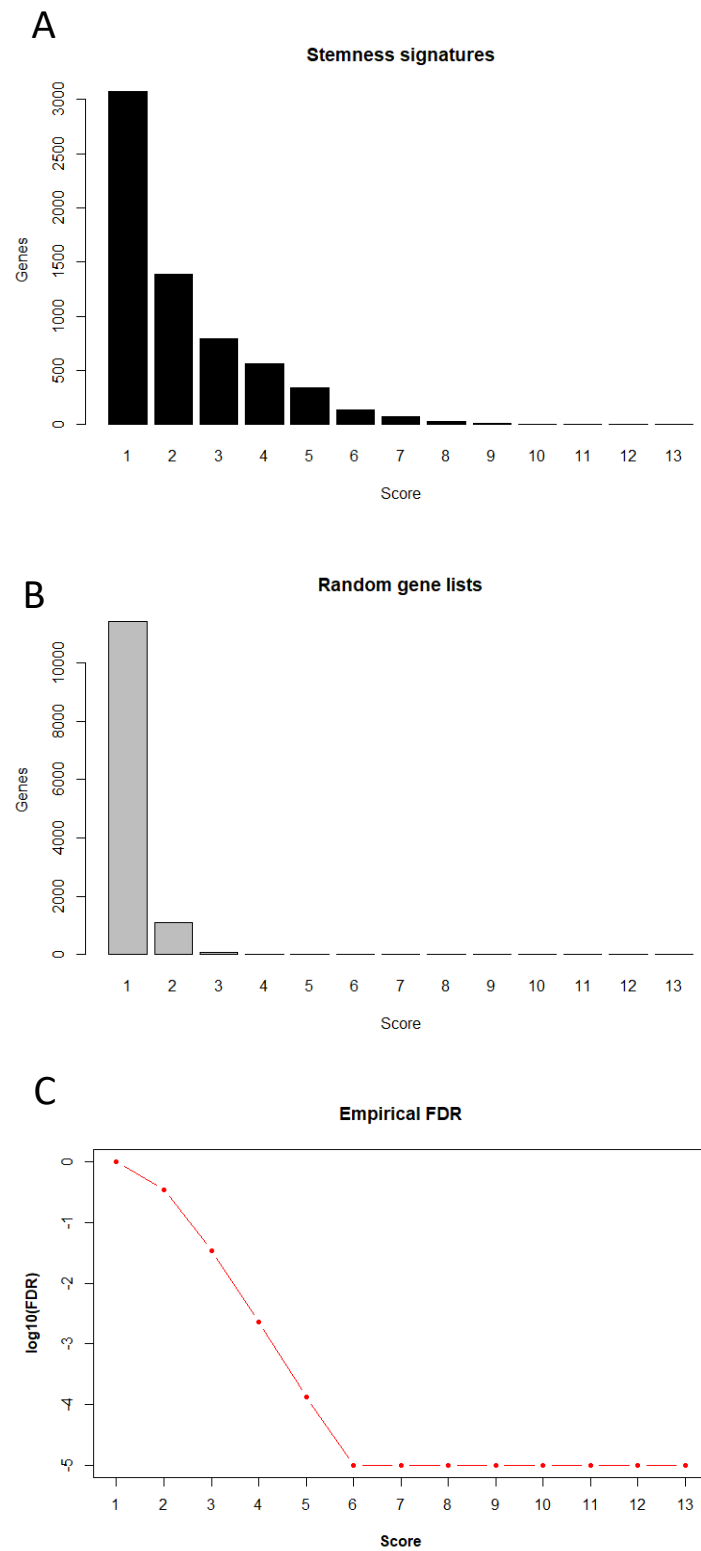 A
Stemness signatures
Genes
3000
2500
2000
1500
1000
500
0
1 2 3 4 5 6 7 8 9 10 11 12 13
Score
B
Random gene lists
Genes
10000
8000
6000
4000
2000
0
1 2 3 4 5 6 7 8 9 10 11 12 13
Score
C
Empirical FDR
log10(FDR)
0
-1
-2
-3
-4
-5
1 2 3 4 5 6 7 8 9 10 11 12 13
Score